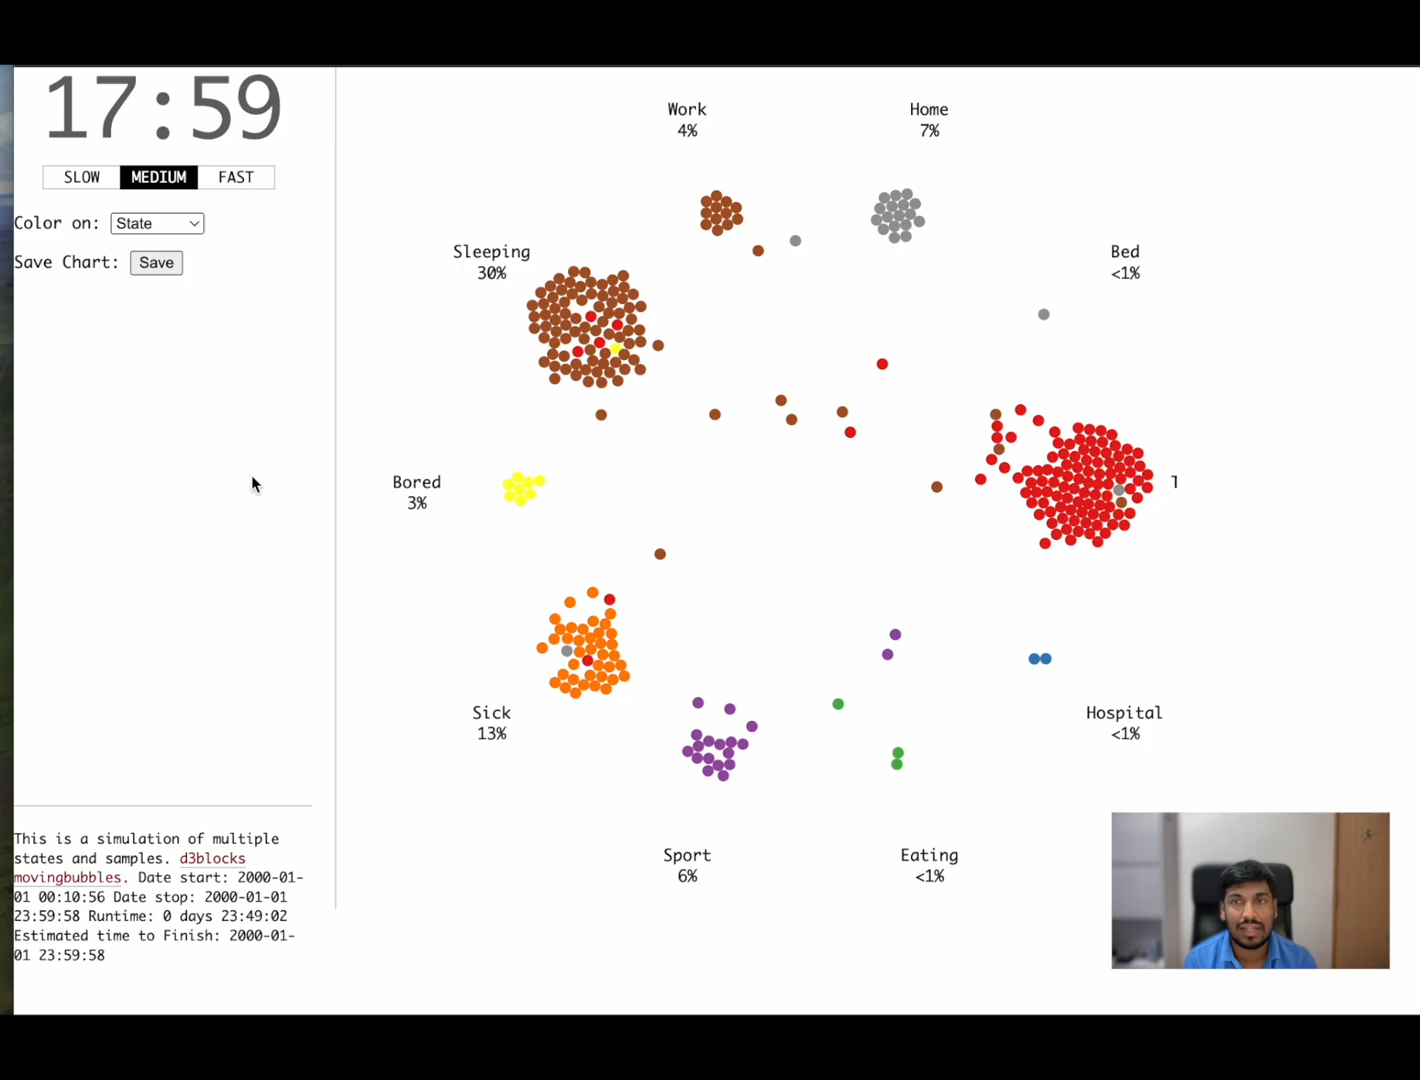 17:59
SLOW MEDIUM FAST
Color on: State
Save Chart: Save
Work
4%
Home
7%
Sleeping
30%
Bed
<1%
Bored
3%
T
Sick
13%
Hospital
<1%
Sport
6%
Eating
<1%
This is a simulation of multiple
states and samples. d3blocks
movingbubbles. Date start: 2000-01-
01 00:10:56 Date stop: 2000-01-01
23:59:58 Runtime: 0 days 23:49:02
Estimated time to Finish: 2000-01-
01 23:59:58